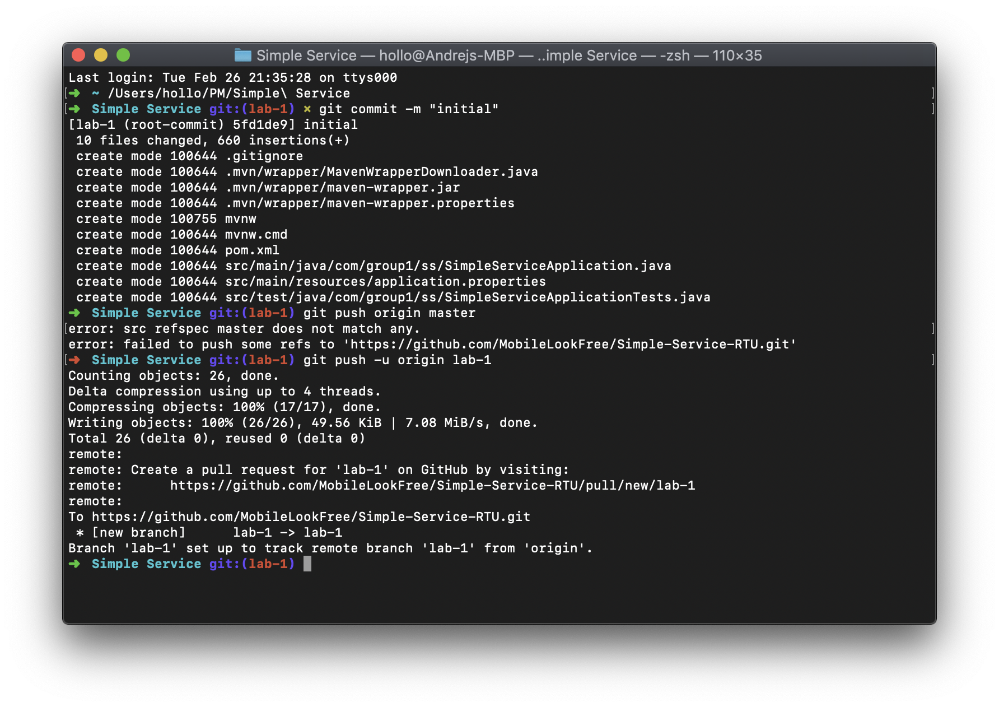 Simple Service — hollo@Andrejs-MBP — ..imple Service — -zsh — 110×35
Last login: Tue Feb 26 21:35:28 on ttys000
[➜  ~ /Users/hollo/PM/Simple\ Service ]
[➜  Simple Service git:(lab-1) × git commit -m "initial" ]
[lab-1 (root-commit) 5fd1de9] initial
 10 files changed, 660 insertions(+)
 create mode 100644 .gitignore
 create mode 100644 .mvn/wrapper/MavenWrapperDownloader.java
 create mode 100644 .mvn/wrapper/maven-wrapper.jar
 create mode 100644 .mvn/wrapper/maven-wrapper.properties
 create mode 100755 mvnw
 create mode 100644 mvnw.cmd
 create mode 100644 pom.xml
 create mode 100644 src/main/java/com/group1/ss/SimpleServiceApplication.java
 create mode 100644 src/main/resources/application.properties
 create mode 100644 src/test/java/com/group1/ss/SimpleServiceApplicationTests.java
➜  Simple Service git:(lab-1) git push origin master
[error: src refspec master does not match any. ]
error: failed to push some refs to 'https://github.com/MobileLookFree/Simple-Service-RTU.git'
[➜  Simple Service git:(lab-1) git push -u origin lab-1 ]
Counting objects: 26, done.
Delta compression using up to 4 threads.
Compressing objects: 100% (17/17), done.
Writing objects: 100% (26/26), 49.56 KiB | 7.08 MiB/s, done.
Total 26 (delta 0), reused 0 (delta 0)
remote:
remote: Create a pull request for 'lab-1' on GitHub by visiting:
remote:      https://github.com/MobileLookFree/Simple-Service-RTU/pull/new/lab-1
remote:
To https://github.com/MobileLookFree/Simple-Service-RTU.git
 * [new branch]      lab-1 -> lab-1
Branch 'lab-1' set up to track remote branch 'lab-1' from 'origin'.
➜  Simple Service git:(lab-1)